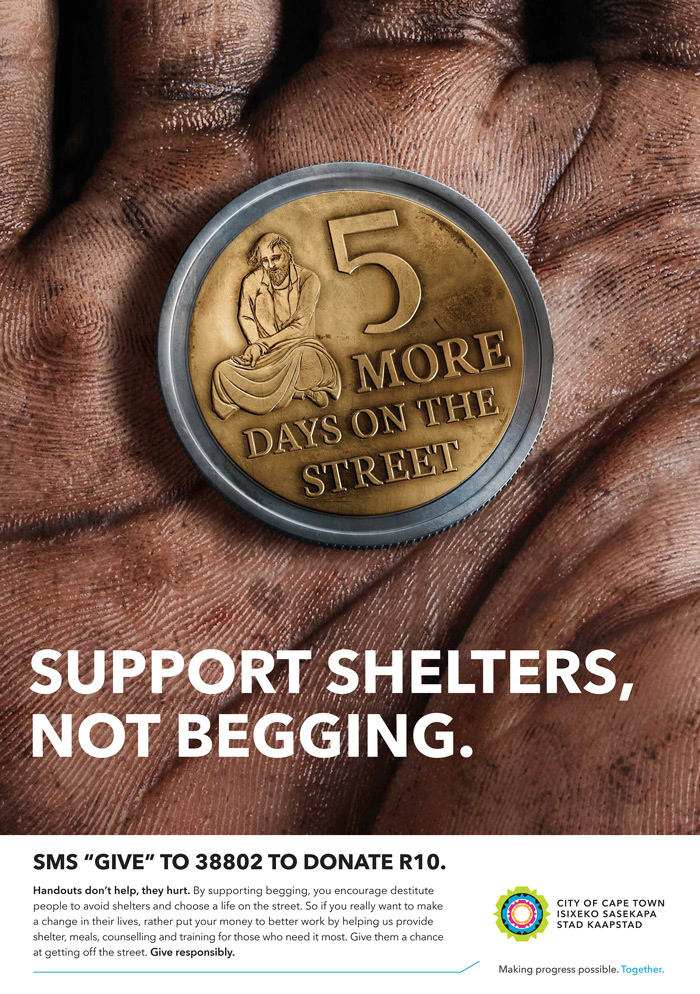 5
MORE
DAYS ON THE
STREET
SUPPORT SHELTERS,
NOT BEGGING.
SMS “GIVE” TO 38802 TO DONATE R10.
Handouts don’t help, they hurt. By supporting begging, you encourage destitute
people to avoid shelters and choose a life on the street. So if you really want to make
a change in their lives, rather put your money to better work by helping us provide
shelter, meals, counselling and training for those who need it most. Give them a chance
at getting off the street. Give responsibly.
CITY OF CAPE TOWN
ISIXEKO SASEKAPA
STAD KAAPSTAD
Making progress possible. Together.